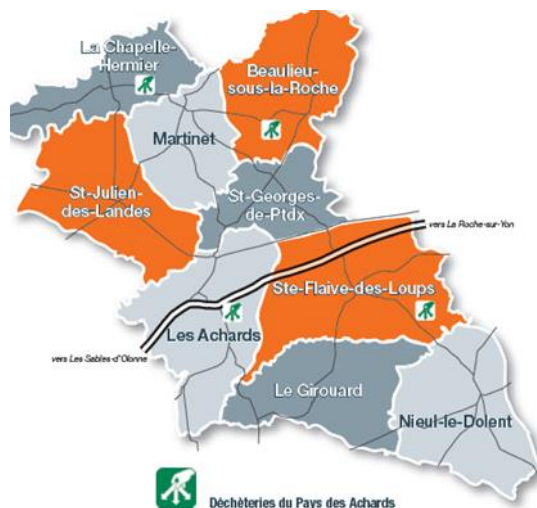 La Chapelle-
Hermier
Beaulieu-
sous-la-Roche
Martinet
St-Julien-
des-Landes
St-Georges-
de-Ptdx
vers La Roche-sur-Yon
Ste-Flaive-des-Loups
Les Achards
vers Les Sables-d'Olonne
Le Girouard
Nieul-le-Dolent
Déchèteries du Pays des Achards